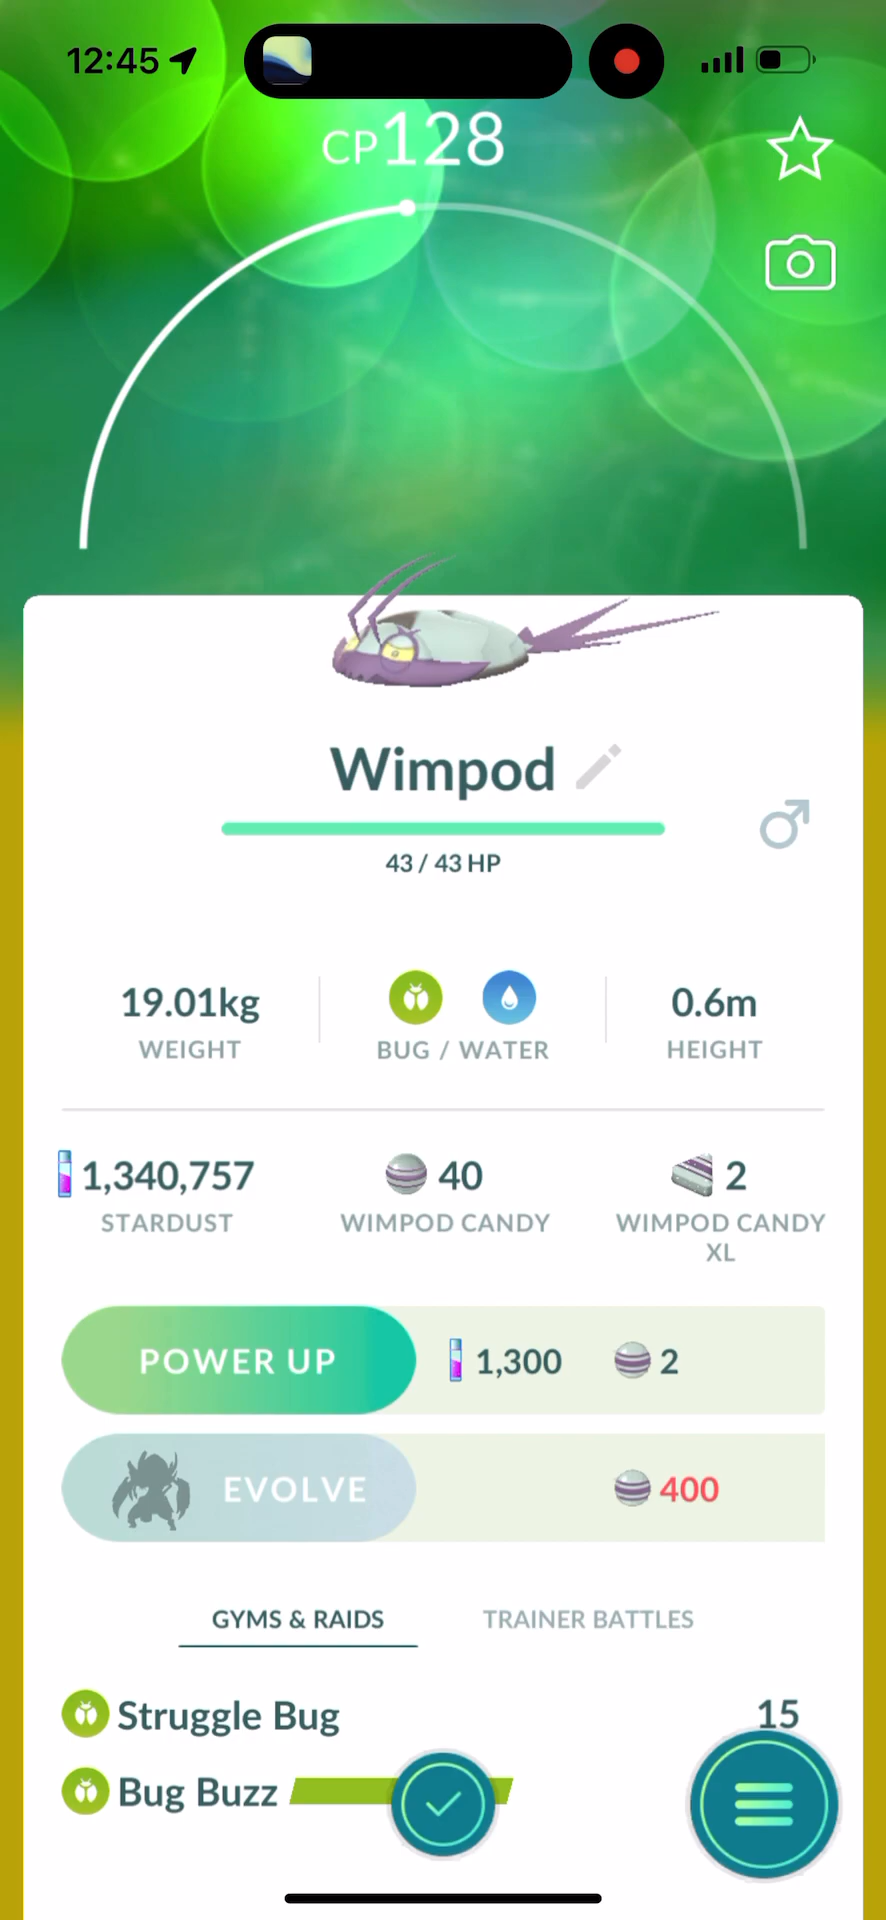 12:45
CP128
Wimpod
43 / 43 HP
19.01kg
WEIGHT
BUG / WATER
0.6m
HEIGHT
1,340,757
STARDUST
40
WIMPOD CANDY
2
WIMPOD CANDY
XL
POWER UP 1,300 2
EVOLVE 400
GYMS & RAIDS TRAINER BATTLES
Struggle Bug 15
Bug Buzz